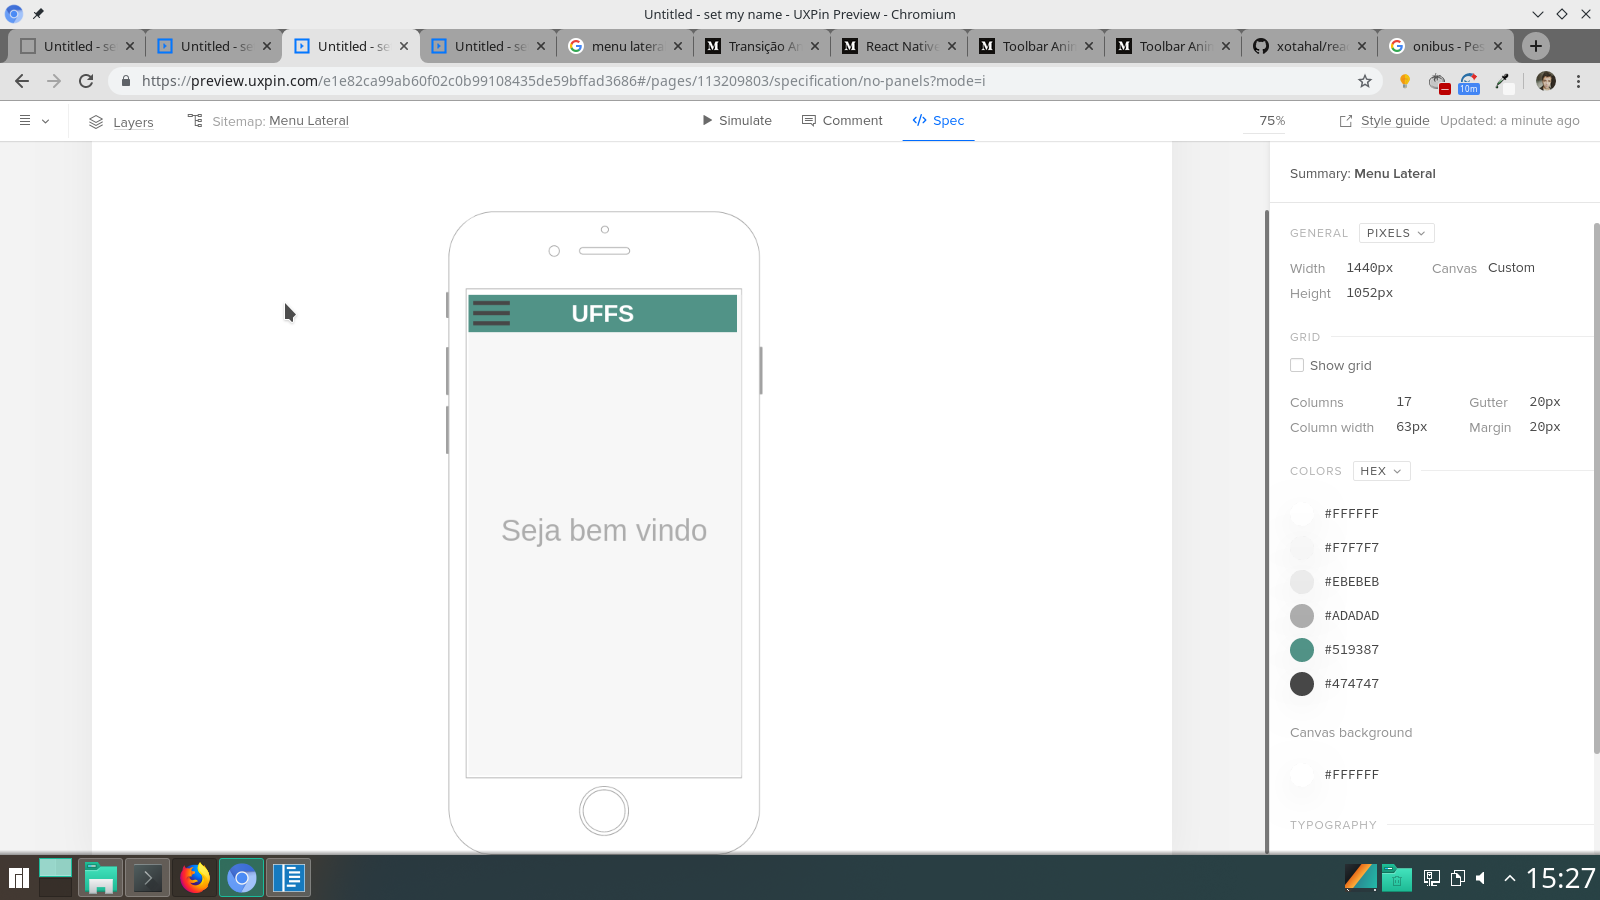 Untitled - set my name - UXPin Preview - Chromium
Untitled - se
Untitled - se
Untitled - se
Untitled - se
menu latera
Transição An
React Native
Toolbar Anim
Toolbar Anim
xotahal/reac
onibus - Pes
https://preview.uxpin.com/e1e82ca99ab60f02c0b99108435de59bffad3686#/pages/113209803/specification/no-panels?mode=i
10m
Layers
Sitemap: Menu Lateral
Simulate
Comment
Spec
75%
Style guide
Updated: a minute ago
UFFS
Seja bem vindo
Summary: Menu Lateral
GENERAL PIXELS
Width 1440px Canvas Custom
Height 1052px
GRID
Show grid
Columns 17 Gutter 20px
Column width 63px Margin 20px
COLORS HEX
#FFFFFF
#F7F7F7
#EBEBEB
#ADADAD
#519387
#474747
Canvas background
#FFFFFF
TYPOGRAPHY
15:27